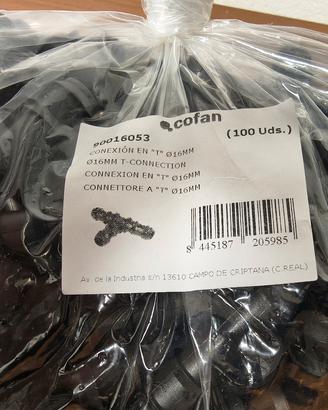 cofan
90016053
(100 Uds.)
CONEXIÓN EN "T" Ø16MM
Ø16MM T-CONNECTION
CONNEXION EN "T" Ø16MM
CONNETTORE A "T" Ø16MM
8 445187 205985
Av. de la Industria s/n 13610 CAMPO DE CRIPTANA (C.REAL)